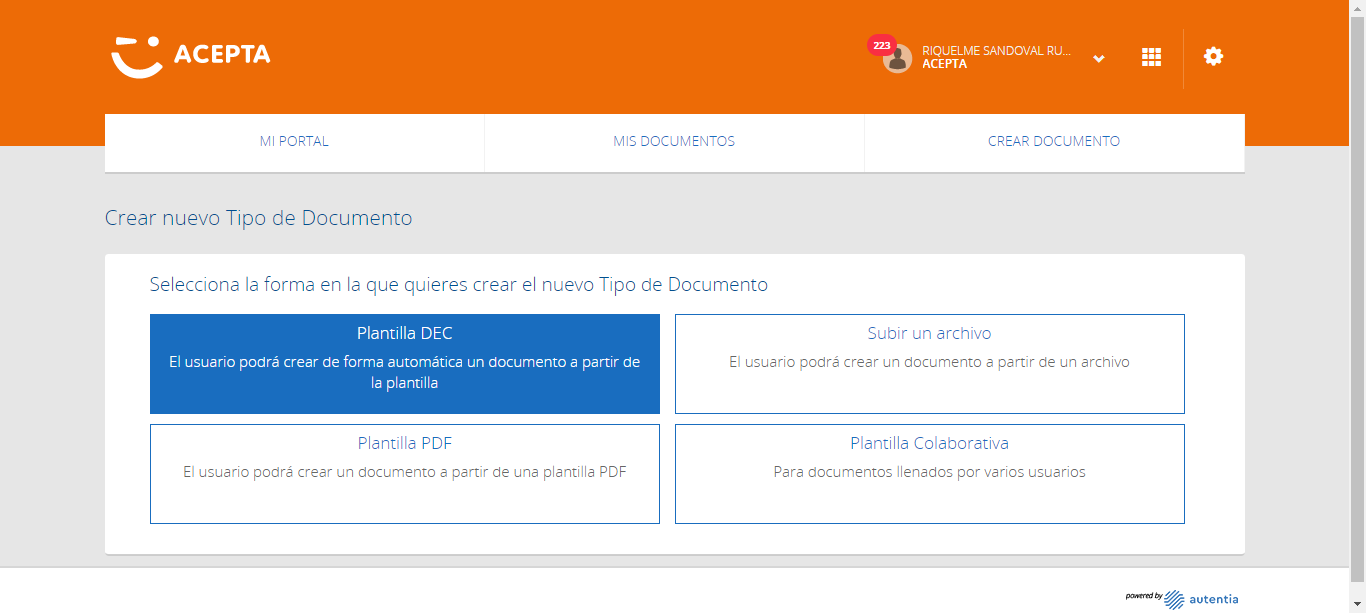 ACEPTA
223
RIQUELME SANDOVAL RU...
ACEPTA
MI PORTAL
MIS DOCUMENTOS
CREAR DOCUMENTO
Crear nuevo Tipo de Documento
Selecciona la forma en la que quieres crear el nuevo Tipo de Documento
Plantilla DEC
El usuario podrá crear de forma automática un documento a partir de
la plantilla
Subir un archivo
El usuario podrá crear un documento a partir de un archivo
Plantilla PDF
El usuario podrá crear un documento a partir de una plantilla PDF
Plantilla Colaborativa
Para documentos llenados por varios usuarios
powered by autentia